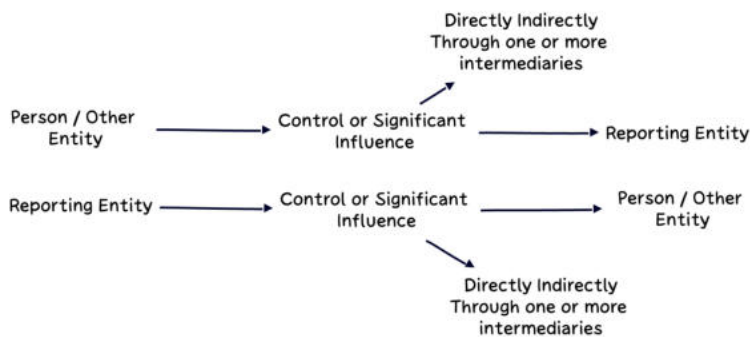 Directly Indirectly
Through one or more
intermediaries
Person / Other
Entity
Control or Significant
Influence
Reporting Entity
Reporting Entity
Control or Significant
Influence
Person / Other
Entity
Directly Indirectly
Through one or more
intermediaries